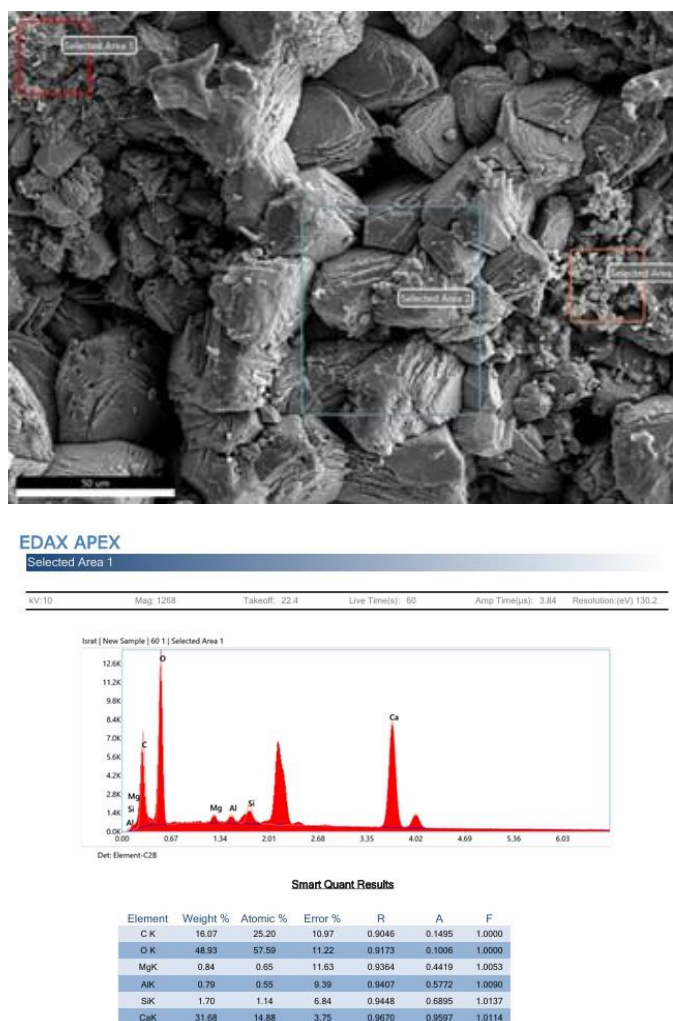 Selected Area 1
Selected Area
Selected Area 2
50 um
EDAX APEX
Selected Area 1
kV:10 Mag: 1268 Takeoff: 22.4 Live Time(s): 60 Amp Time(µs): 3.84 Resolution:(eV) 130.2
Israt | New Sample | 60 1 | Selected Area 1
12.6K
11.2K
9.8K
8.4K
7.0K
5.6K
4.2K
2.8K
1.4K
0.0K
O
C
Ca
Mg
Si
Al
Mg Al Si
0.00 0.67 1.34 2.01 2.68 3.35 4.02 4.69 5.36 6.03
Det: Element-C2B
Smart Quant Results
Element Weight % Atomic % Error % R A F
C K 16.07 25.20 10.97 0.9046 0.1495 1.0000
O K 48.93 57.59 11.22 0.9173 0.1006 1.0000
MgK 0.84 0.65 11.63 0.9364 0.4419 1.0053
AlK 0.79 0.55 9.39 0.9407 0.5772 1.0090
SiK 1.70 1.14 6.84 0.9448 0.6895 1.0137
CaK 31.68 14.88 3.75 0.9670 0.9597 1.0114